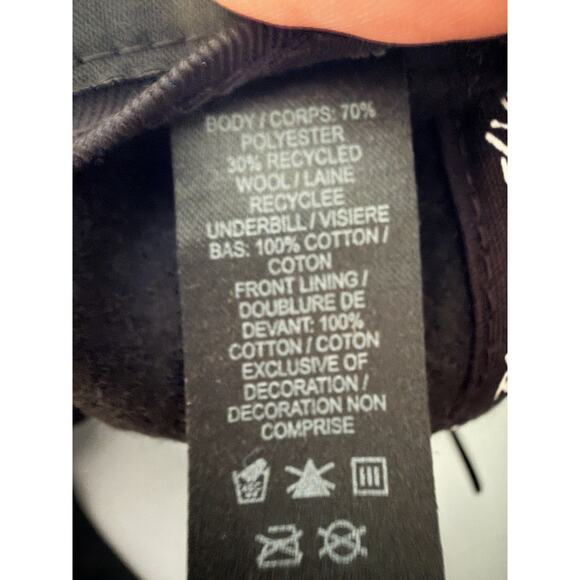 BODY / CORPS: 70%
POLYESTER
30% RECYCLED
WOOL / LAINE
RECYCLEE
UNDERBILL / VISIERE
BAS: 100% COTTON /
COTON
FRONT LINING /
DOUBLURE DE
DEVANT: 100%
COTTON / COTON
EXCLUSIVE OF
DECORATION /
DECORATION NON
COMPRISE